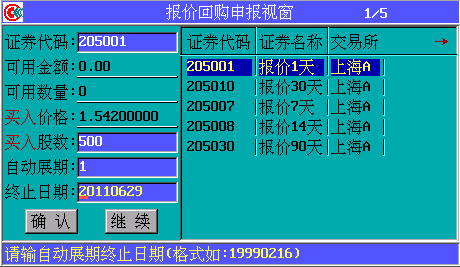 报价回购申报视窗 1/5
证券代码:205001
可用金额:0.00
可用数量:0
买入价格:1.54200000
买入股数:500
自动展期:1
终止日期:20110629
确 认 继 续
证券代码 证券名称 交易所 →
205001 报价1天 上海A
205010 报价30天 上海A
205007 报价7天 上海A
205008 报价14天 上海A
205030 报价90天 上海A
请输自动展期终止日期(格式如:19990216)